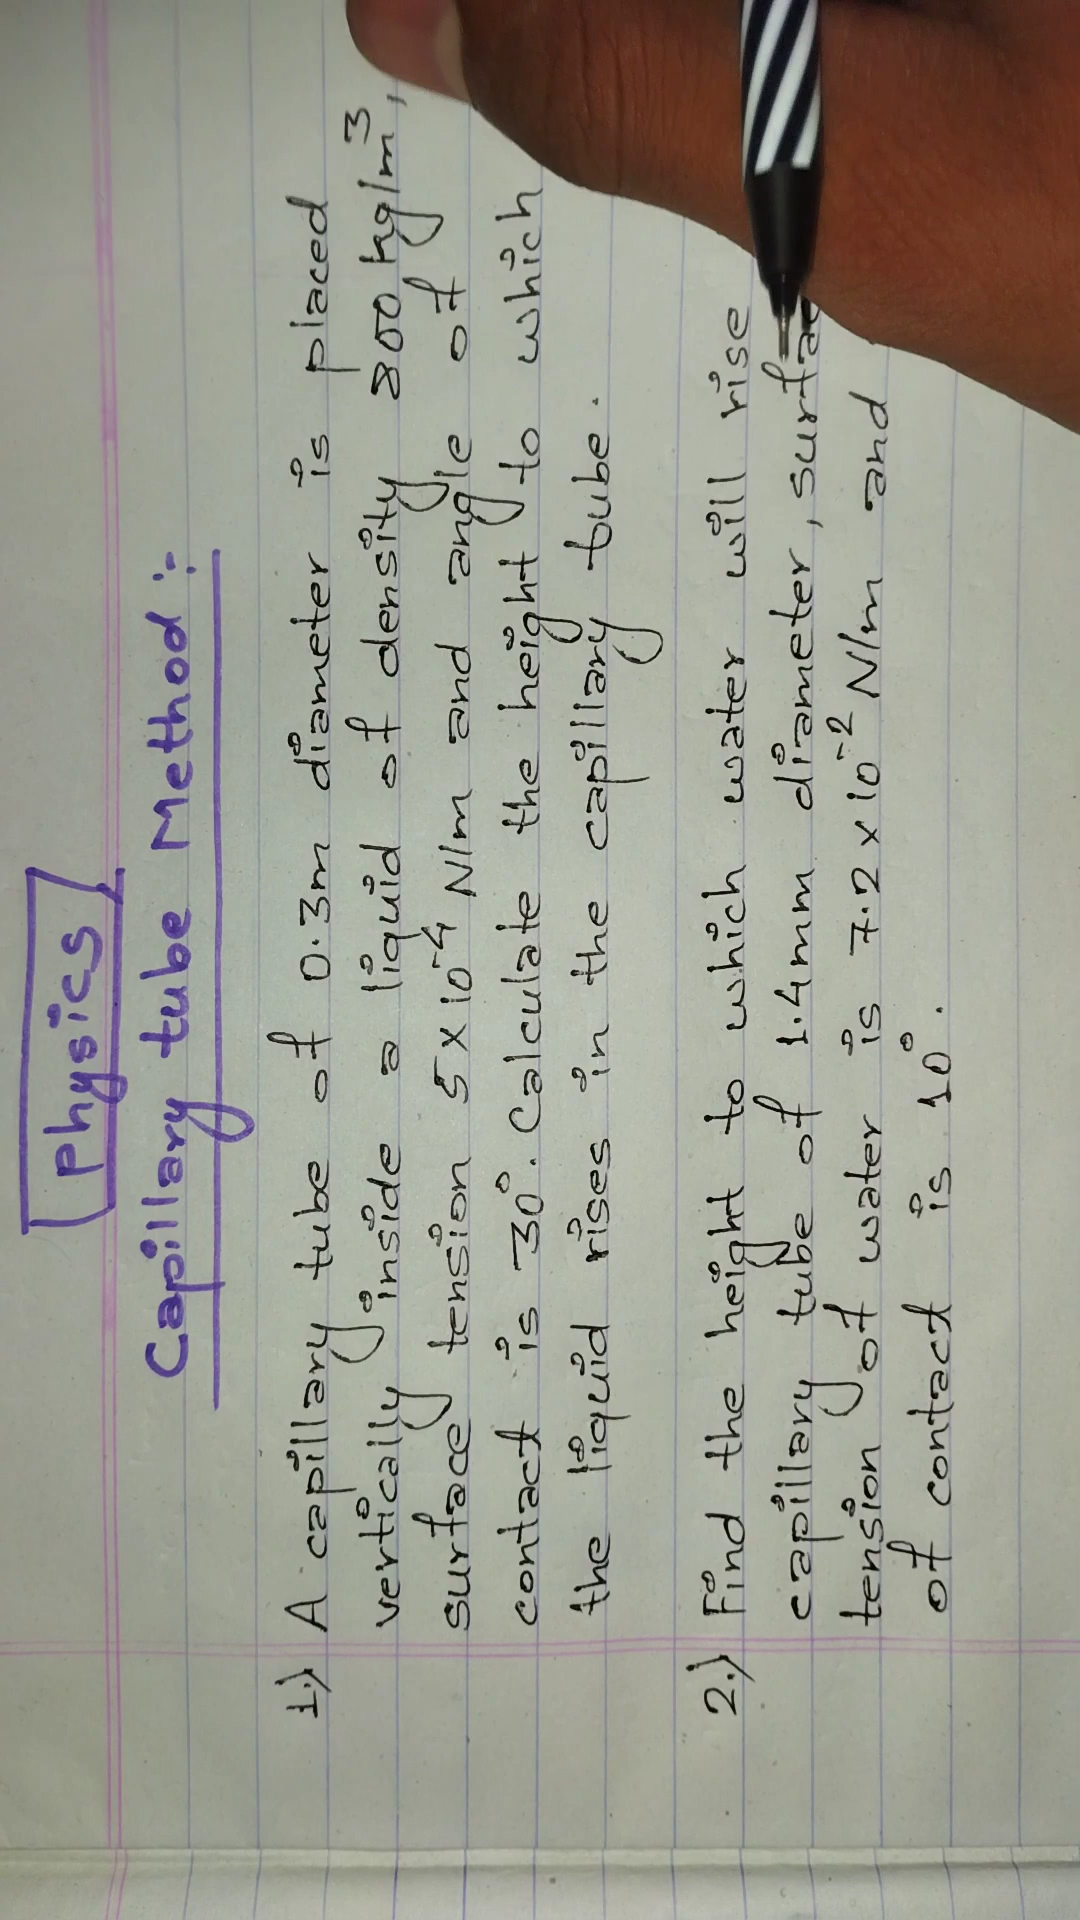 Physics
Capillary tube Method :-
1.) A capillary tube of 0.3m diameter is placed
vertically inside a liquid of density 800 kg/m³,
surface tension 5 × 10⁻⁴ N/m and angle of
contact is 30°. Calculate the height to which
the liquid rises in the capillary tube.
2.) Find the height to which water will rise
capillary tube of 1.4mm diameter, surfac
tension of water is 7.2 × 10⁻² N/m and
of contact is 10°.